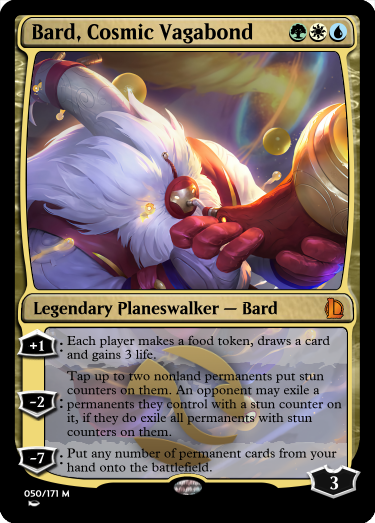 Bard, Cosmic Vagabond
Legendary Planeswalker — Bard
+1: Each player makes a food token, draws a card
and gains 3 life.
-2: Tap up to two nonland permanents put stun
counters on them. An opponent may exile a
permanents they control with a stun counter on
it, if they do exile all permanents with stun
counters on them.
-7: Put any number of permanent cards from your
hand onto the battlefield.
3
050/171 M